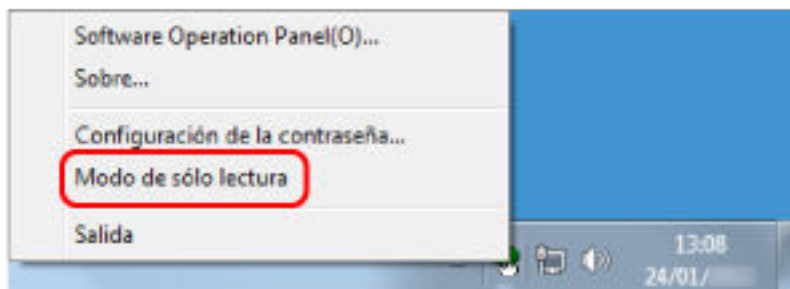 Software Operation Panel(O)...
Sobre...
Configuración de la contraseña...
Modo de sólo lectura
Salida
13:08
24/01/